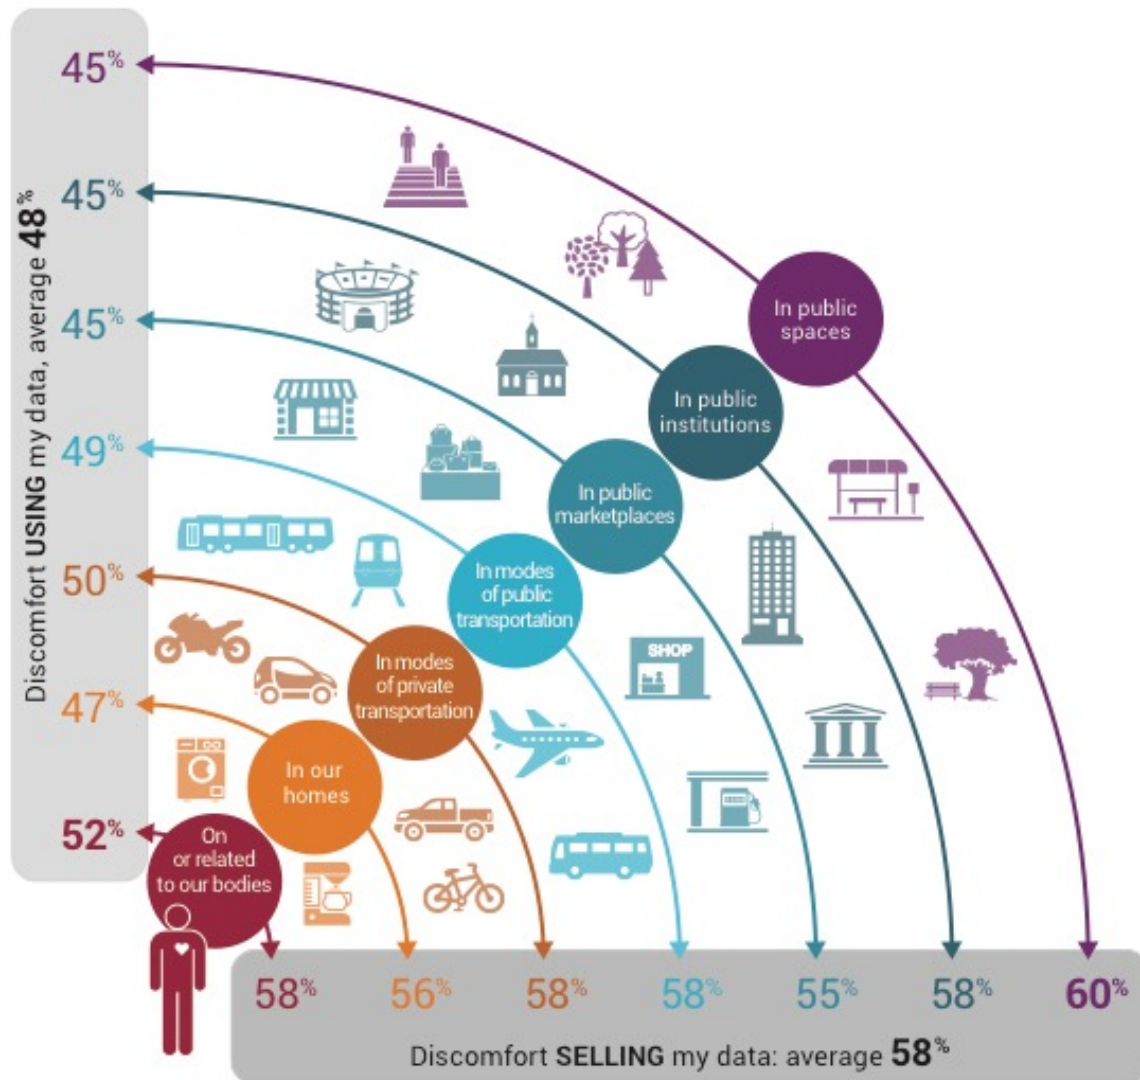 45%
45%
45%
49%
50%
47%
52%
Discomfort USING my data, average 48%
In public
spaces
In public
institutions
In public
marketplaces
In modes
of public
transportation
In modes
of private
transportation
In our
homes
On
or related
to our bodies
SHOP
58%
56%
58%
58%
55%
58%
60%
Discomfort SELLING my data: average 58%